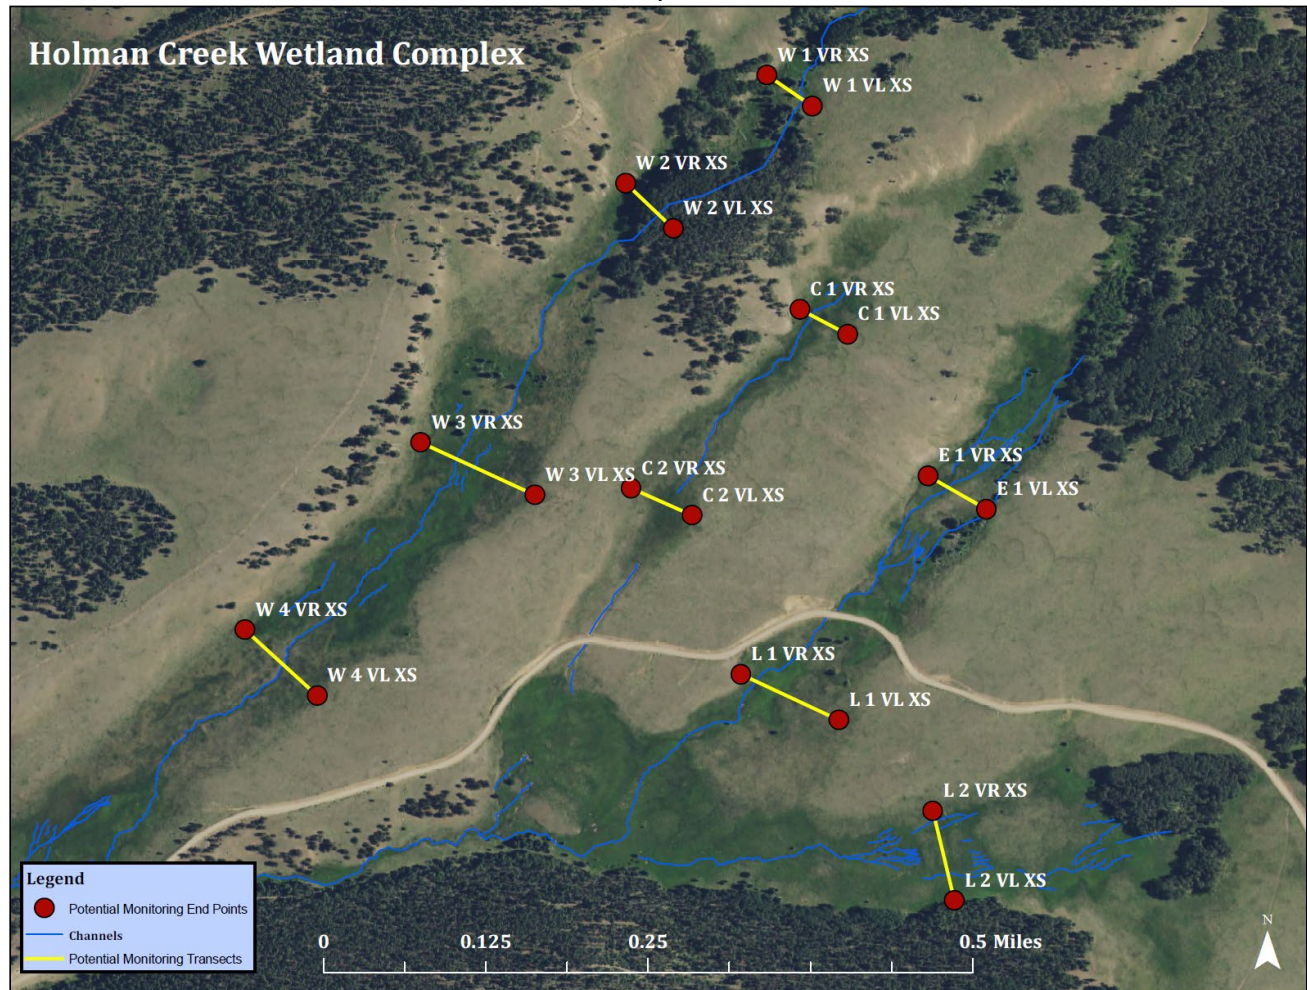 Holman Creek Wetland Complex
W 1 VR XS
W 1 VL XS
W 2 VR XS
W 2 VL XS
C 1 VR XS
C 1 VL XS
W 3 VR XS
W 3 VL XS
C 2 VR XS
C 2 VL XS
E 1 VR XS
E 1 VL XS
W 4 VR XS
W 4 VL XS
L 1 VR XS
L 1 VL XS
L 2 VR XS
L 2 VL XS
Legend
Potential Monitoring End Points
Channels
Potential Monitoring Transects
0 0.125 0.25 0.5 Miles
N